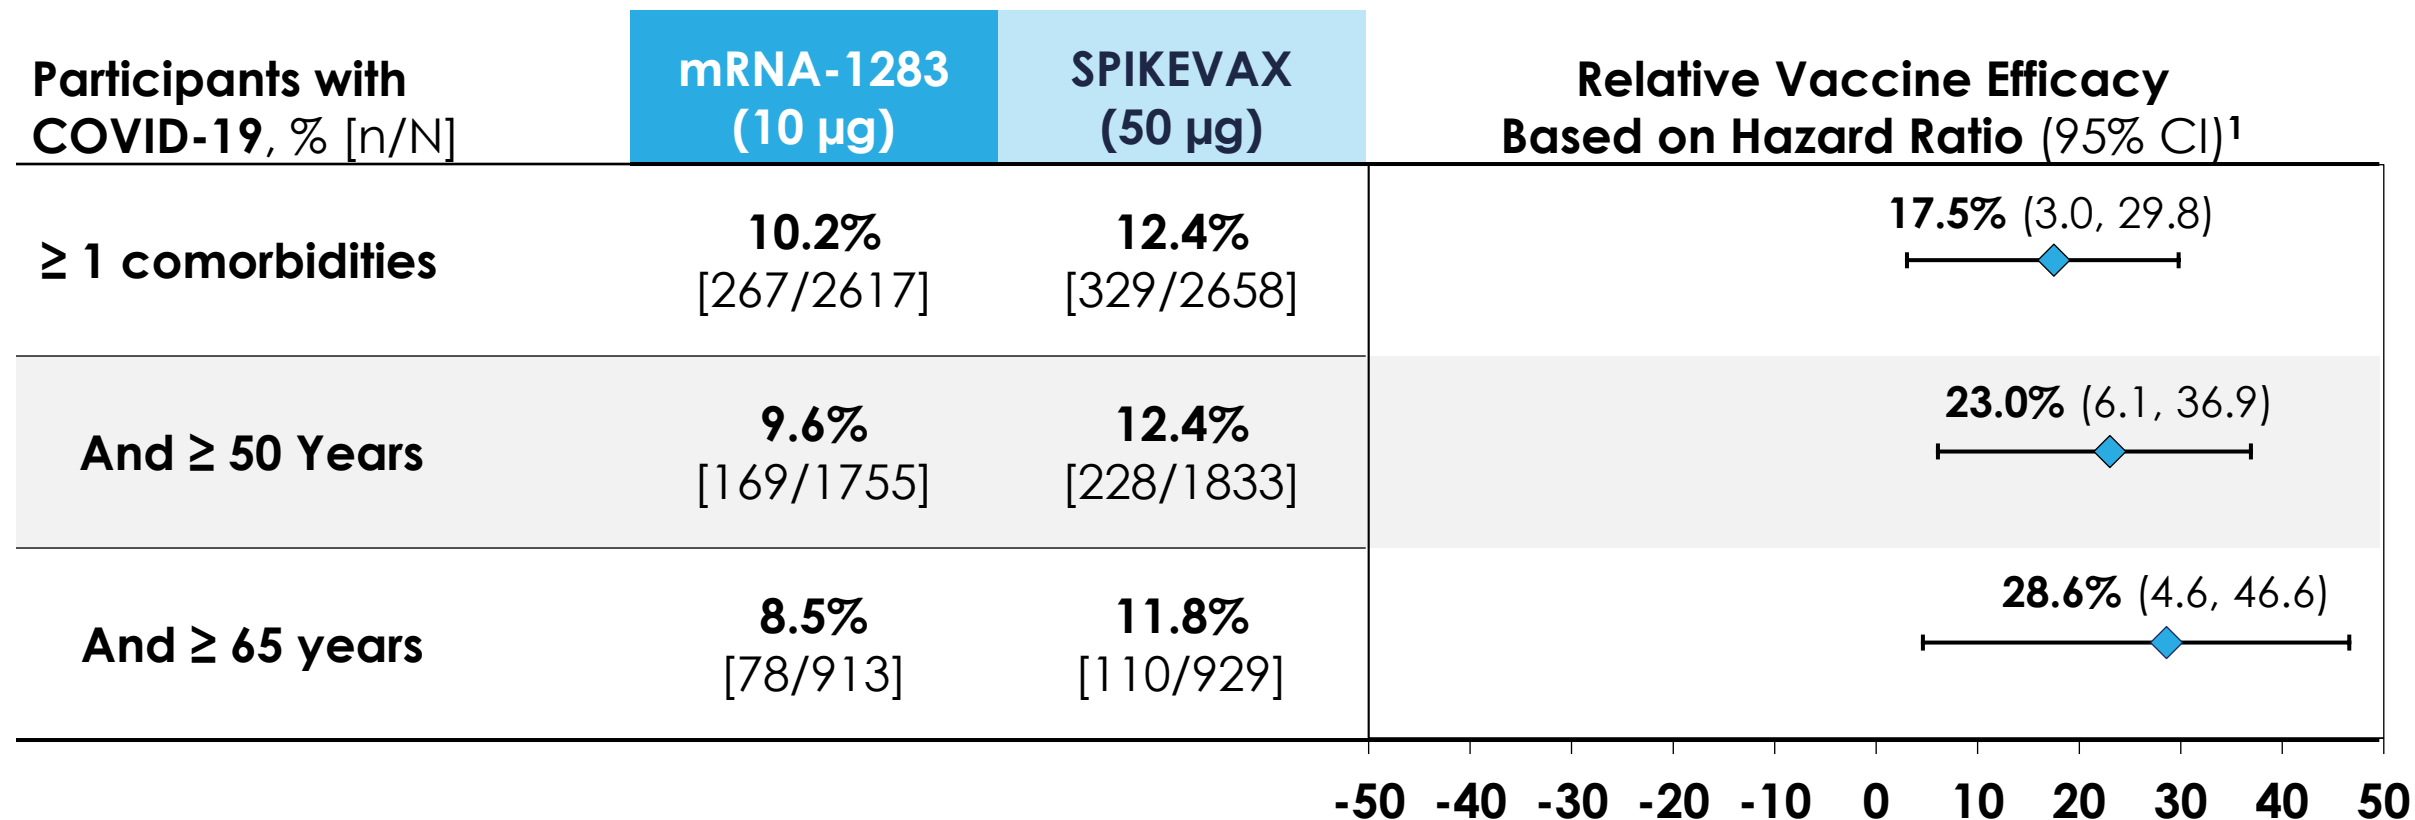 Participants with
COVID-19, % [n/N]
mRNA-1283
(10 µg)
SPIKEVAX
(50 µg)
Relative Vaccine Efficacy
Based on Hazard Ratio (95% CI)¹
≥ 1 comorbidities
10.2%
[267/2617]
12.4%
[329/2658]
17.5% (3.0, 29.8)
And ≥ 50 Years
9.6%
[169/1755]
12.4%
[228/1833]
23.0% (6.1, 36.9)
And ≥ 65 years
8.5%
[78/913]
11.8%
[110/929]
28.6% (4.6, 46.6)
-50 -40 -30 -20 -10 0 10 20 30 40 50